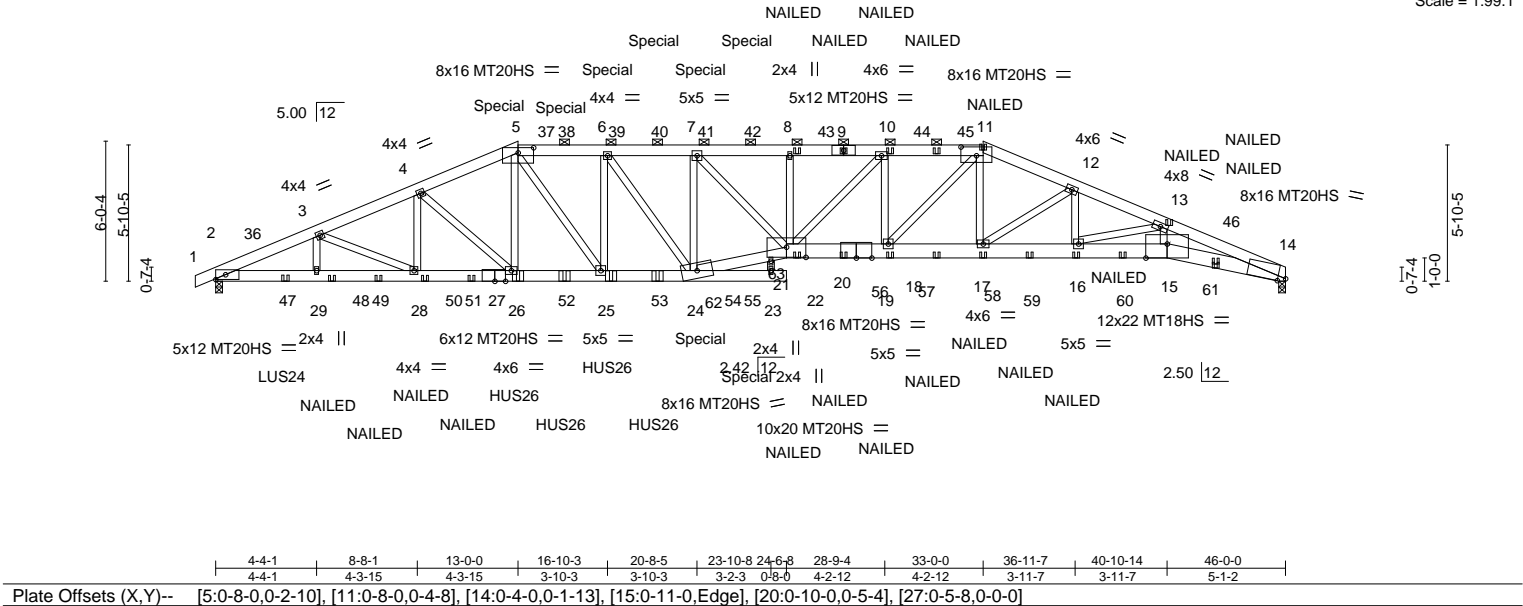 NAILED NAILED
Scale = 1:99.1
Special Special NAILED NAILED
8x16 MT20HS = Special Special 2x4 || 4x6 = 8x16 MT20HS =
4x4 = 5x5 = 5x12 MT20HS =
5.00 12 Special Special NAILED
5 37 38 6 39 40 7 41 42 8 43 9 10 44 45 11
4x4 4x6 NAILED
4 12 NAILED NAILED
4x4 4x8
3 13 8x16 MT20HS =
6-0-4 5-10-5 5-10-5
2 36 46
1 14
0-7-4 0-7-4 1-0-0
NAILED
63
47 29 48 49 28 50 51 27 26 52 25 53 24 62 54 55 23 21 22 20 56 19 18 57 17 58 59 16 60 15 61
5x12 MT20HS = 2x4 || 6x12 MT20HS = 5x5 = Special 8x16 MT20HS = 4x6 = 12x22 MT18HS =
2x4 || NAILED 5x5 =
LUS24 4x4 = 4x6 = HUS26 2.42 12 5x5 = 2.50 12
Special 2x4 || NAILED NAILED
NAILED NAILED HUS26 8x16 MT20HS = NAILED NAILED
NAILED NAILED HUS26 HUS26 10x20 MT20HS =
NAILED NAILED
4-4-1 8-8-1 13-0-0 16-10-3 20-8-5 23-10-8 24-6-8 28-9-4 33-0-0 36-11-7 40-10-14 46-0-0
4-4-1 4-3-15 4-3-15 3-10-3 3-10-3 3-2-3 0-8-0 4-2-12 4-2-12 3-11-7 3-11-7 5-1-2
Plate Offsets (X,Y)-- [5:0-8-0,0-2-10], [11:0-8-0,0-4-8], [14:0-4-0,0-1-13], [15:0-11-0,Edge], [20:0-10-0,0-5-4], [27:0-5-8,0-0-0]